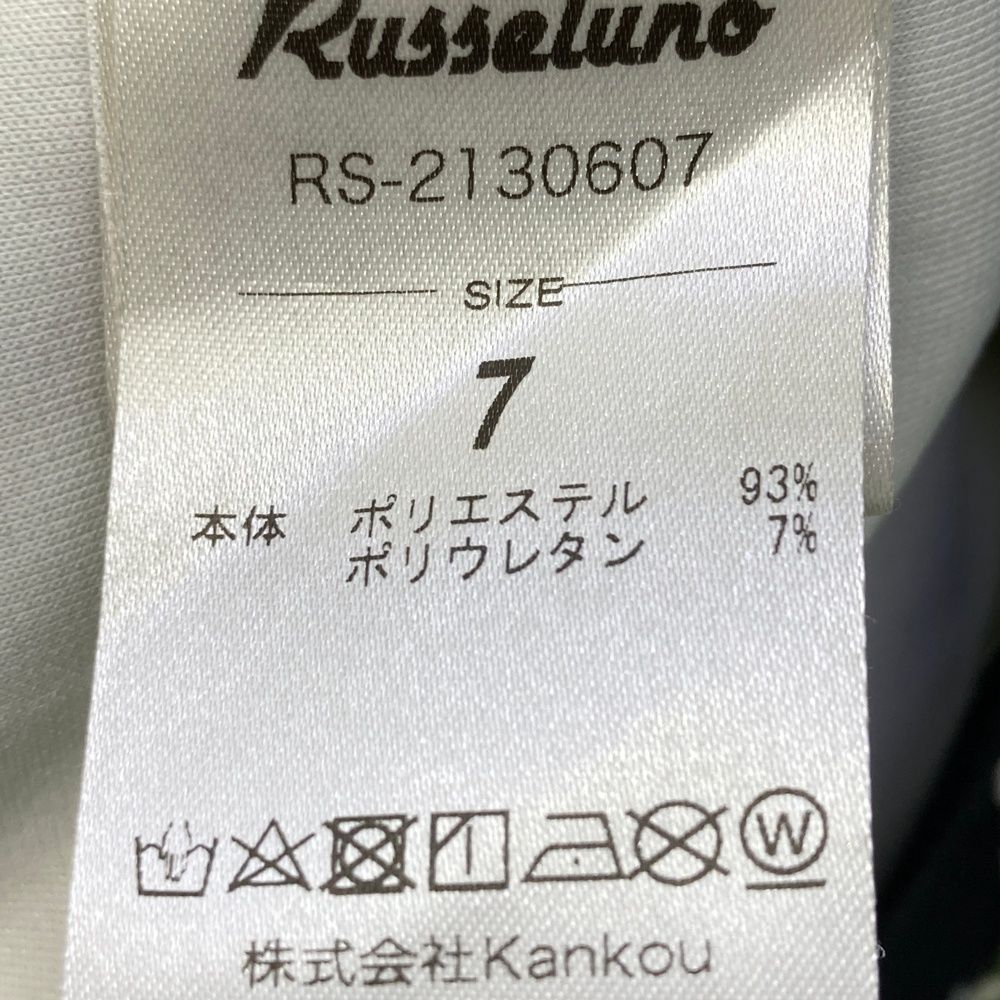 Russeluno
RS-2130607
SIZE
7
本体 ポリエステル 93%
ポリウレタン 7%
W
株式会社Kankou